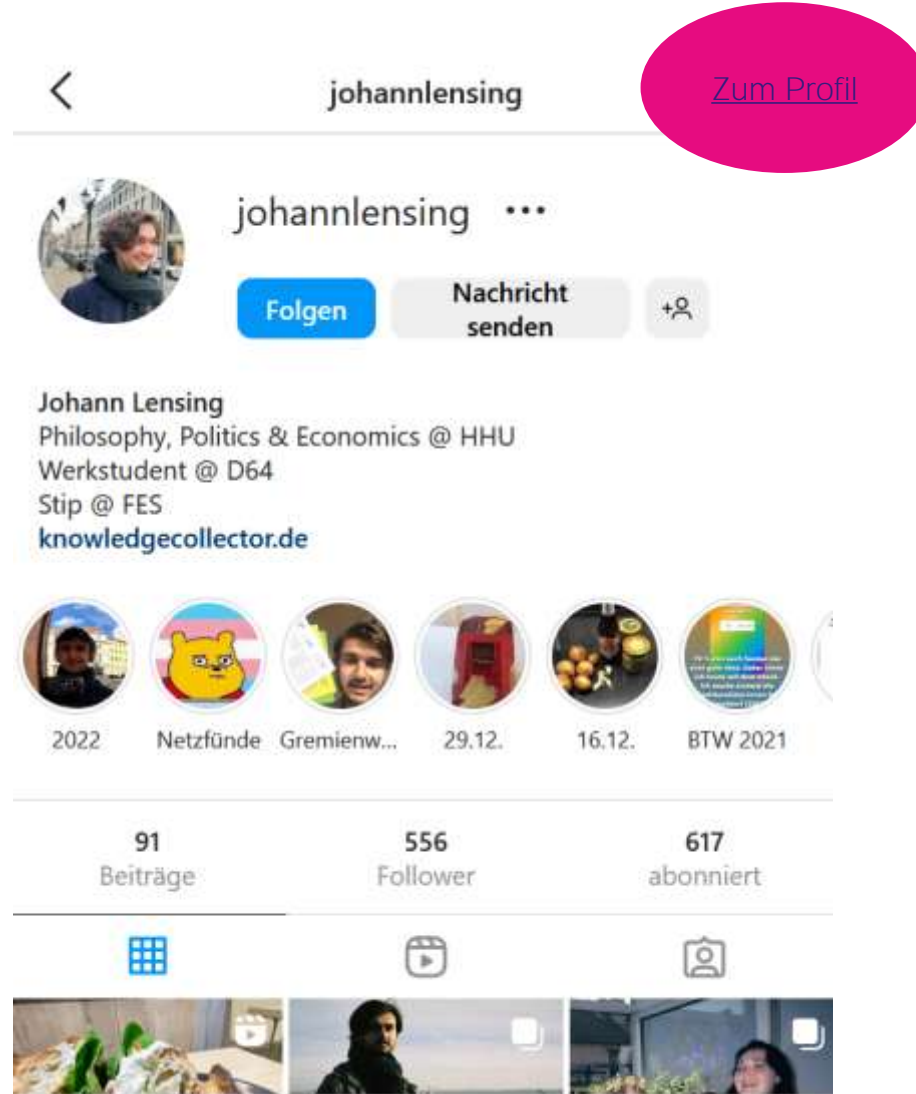 johannlensing
Zum Profil
johannlensing
Folgen
Nachricht
senden
Johann Lensing
Philosophy, Politics & Economics @ HHU
Werkstudent @ D64
Stip @ FES
knowledgecollector.de
2022
Netzfünde
Gremienw...
29.12.
16.12.
BTW 2021
91
Beiträge
556
Follower
617
abonniert